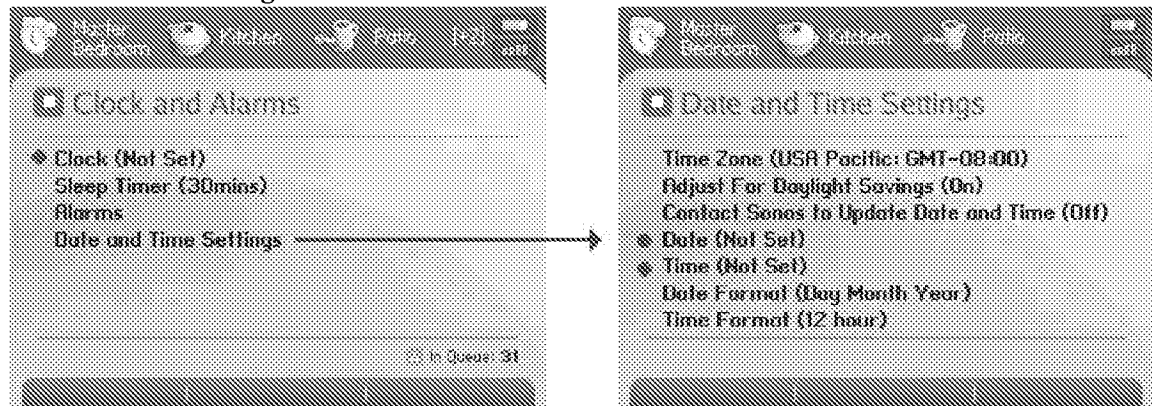 Master
Bedroom
Kitchen
Patio
Clock and Alarms
Clock (Not Set)
Sleep Timer (30mins)
Alarms
Date and Time Settings
In Queue: 31
Master
Bedroom
Kitchen
Patio
Date and Time Settings
Time Zone (USA Pacific: GMT-08:00)
Adjust For Daylight Savings (On)
Contact Sonos to Update Date and Time (Off)
Date (Not Set)
Time (Not Set)
Date Format (Day Month Year)
Time Format (12 hour)